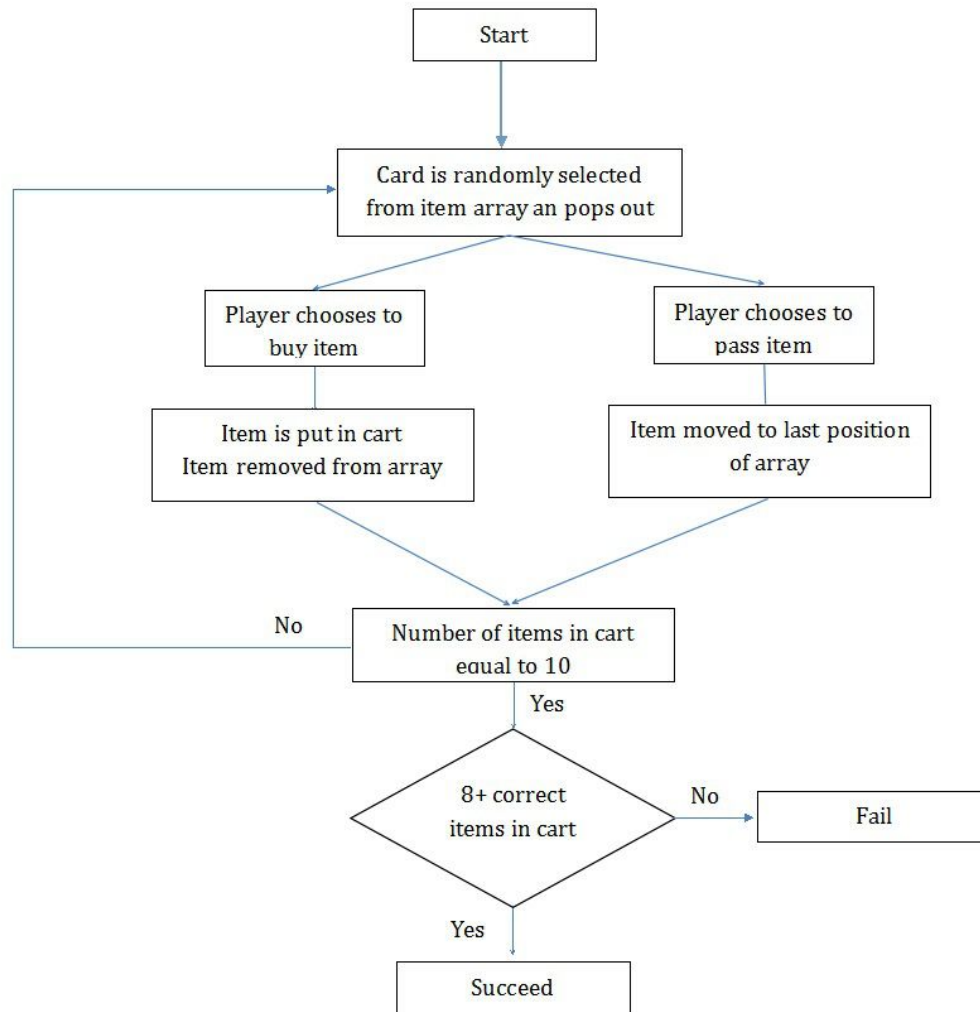 Start
Card is randomly selected
from item array an pops out
Player chooses to
buy item
Player chooses to
pass item
Item is put in cart
Item removed from array
Item moved to last position
of array
No
Number of items in cart
equal to 10
Yes
8+ correct
items in cart
No
Fail
Yes
Succeed